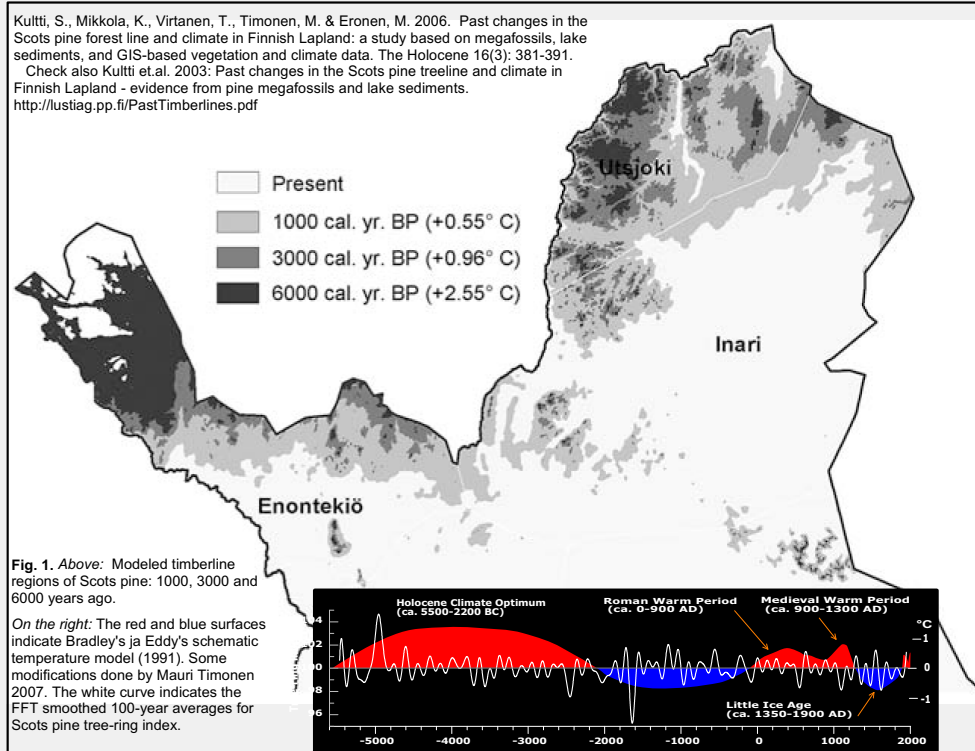 Kultti, S., Mikkola, K., Virtanen, T., Timonen, M. & Eronen, M. 2006.  Past changes in the
Scots pine forest line and climate in Finnish Lapland: a study based on megafossils, lake
sediments, and GIS-based vegetation and climate data. The Holocene 16(3): 381-391.
Check also Kultti et.al. 2003: Past changes in the Scots pine treeline and climate in
Finnish Lapland - evidence from pine megafossils and lake sediments.
http://lustiag.pp.fi/PastTimberlines.pdf
Present
1000 cal. yr. BP (+0.55° C)
3000 cal. yr. BP (+0.96° C)
6000 cal. yr. BP (+2.55° C)
Utsjoki
Inari
Enontekiö
Fig. 1. Above:  Modeled timberline
regions of Scots pine: 1000, 3000 and
6000 years ago.
On the right: The red and blue surfaces
indicate Bradley's ja Eddy's schematic
temperature model (1991). Some
modifications done by Mauri Timonen
2007. The white curve indicates the
FFT smoothed 100-year averages for
Scots pine tree-ring index.
Holocene Climate Optimum
(ca. 5500-2200 BC)
Roman Warm Period
(ca. 0-900 AD)
Medieval Warm Period
(ca. 900-1300 AD)
°C
1
0
-1
Little Ice Age
(ca. 1350-1900 AD)
-5000 -4000 -3000 -2000 -1000 0 1000 2000